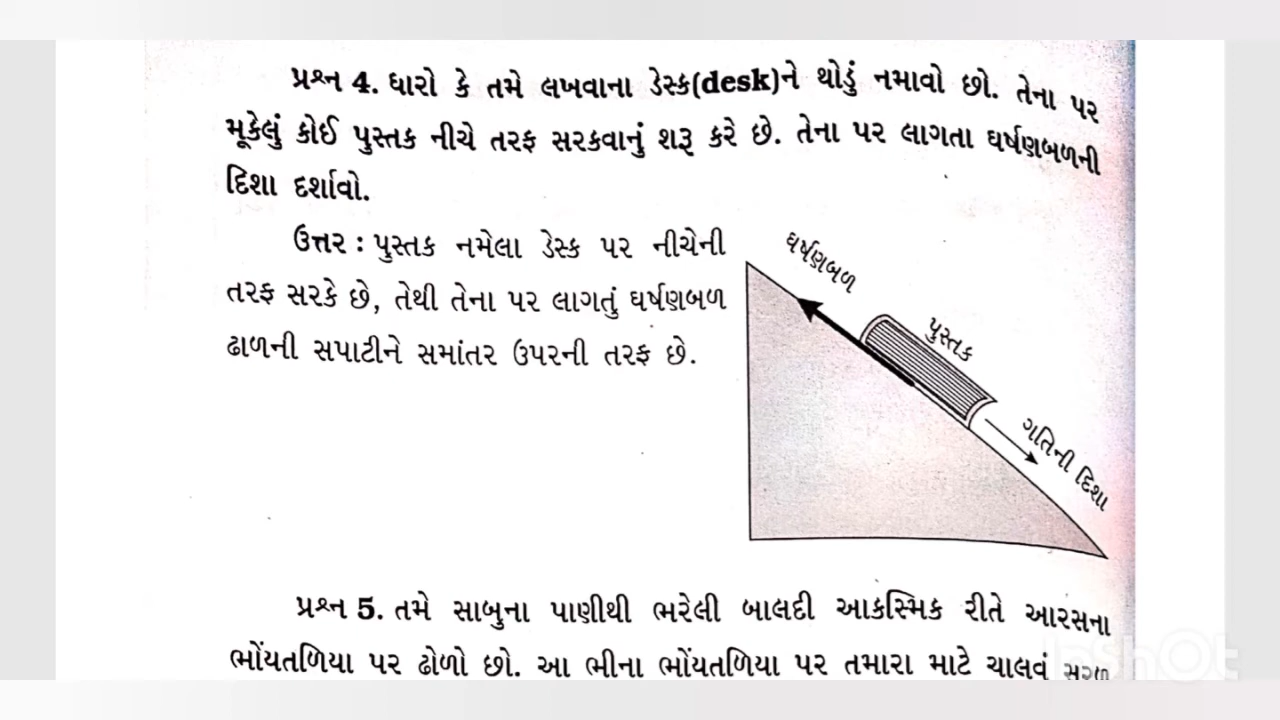 પ્રશ્ન 4. ધારો કે તમે લખવાના ડેસ્ક(desk)ને થોડું નમાવો છો. તેના પર
મૂકેલું કોઈ પુસ્તક નીચે તરફ સરકવાનું શરૂ કરે છે. તેના પર લાગતા ઘર્ષણબળની
દિશા દર્શાવો.
ઉત્તર : પુસ્તક નમેલા ડેસ્ક પર નીચેની
તરફ સરકે છે, તેથી તેના પર લાગતું ઘર્ષણબળ
ઢાળની સપાટીને સમાંતર ઉપરની તરફ છે.
ઘર્ષણબળ
પુસ્તક
ગતિની દિશા
પ્રશ્ન 5. તમે સાબુના પાણીથી ભરેલી બાલદી આકસ્મિક રીતે આરસના
ભોંયતળિયા પર ઢોળો છો. આ ભીના ભોંયતળિયા પર તમારા માટે ચાલવું સરળ
InShOt